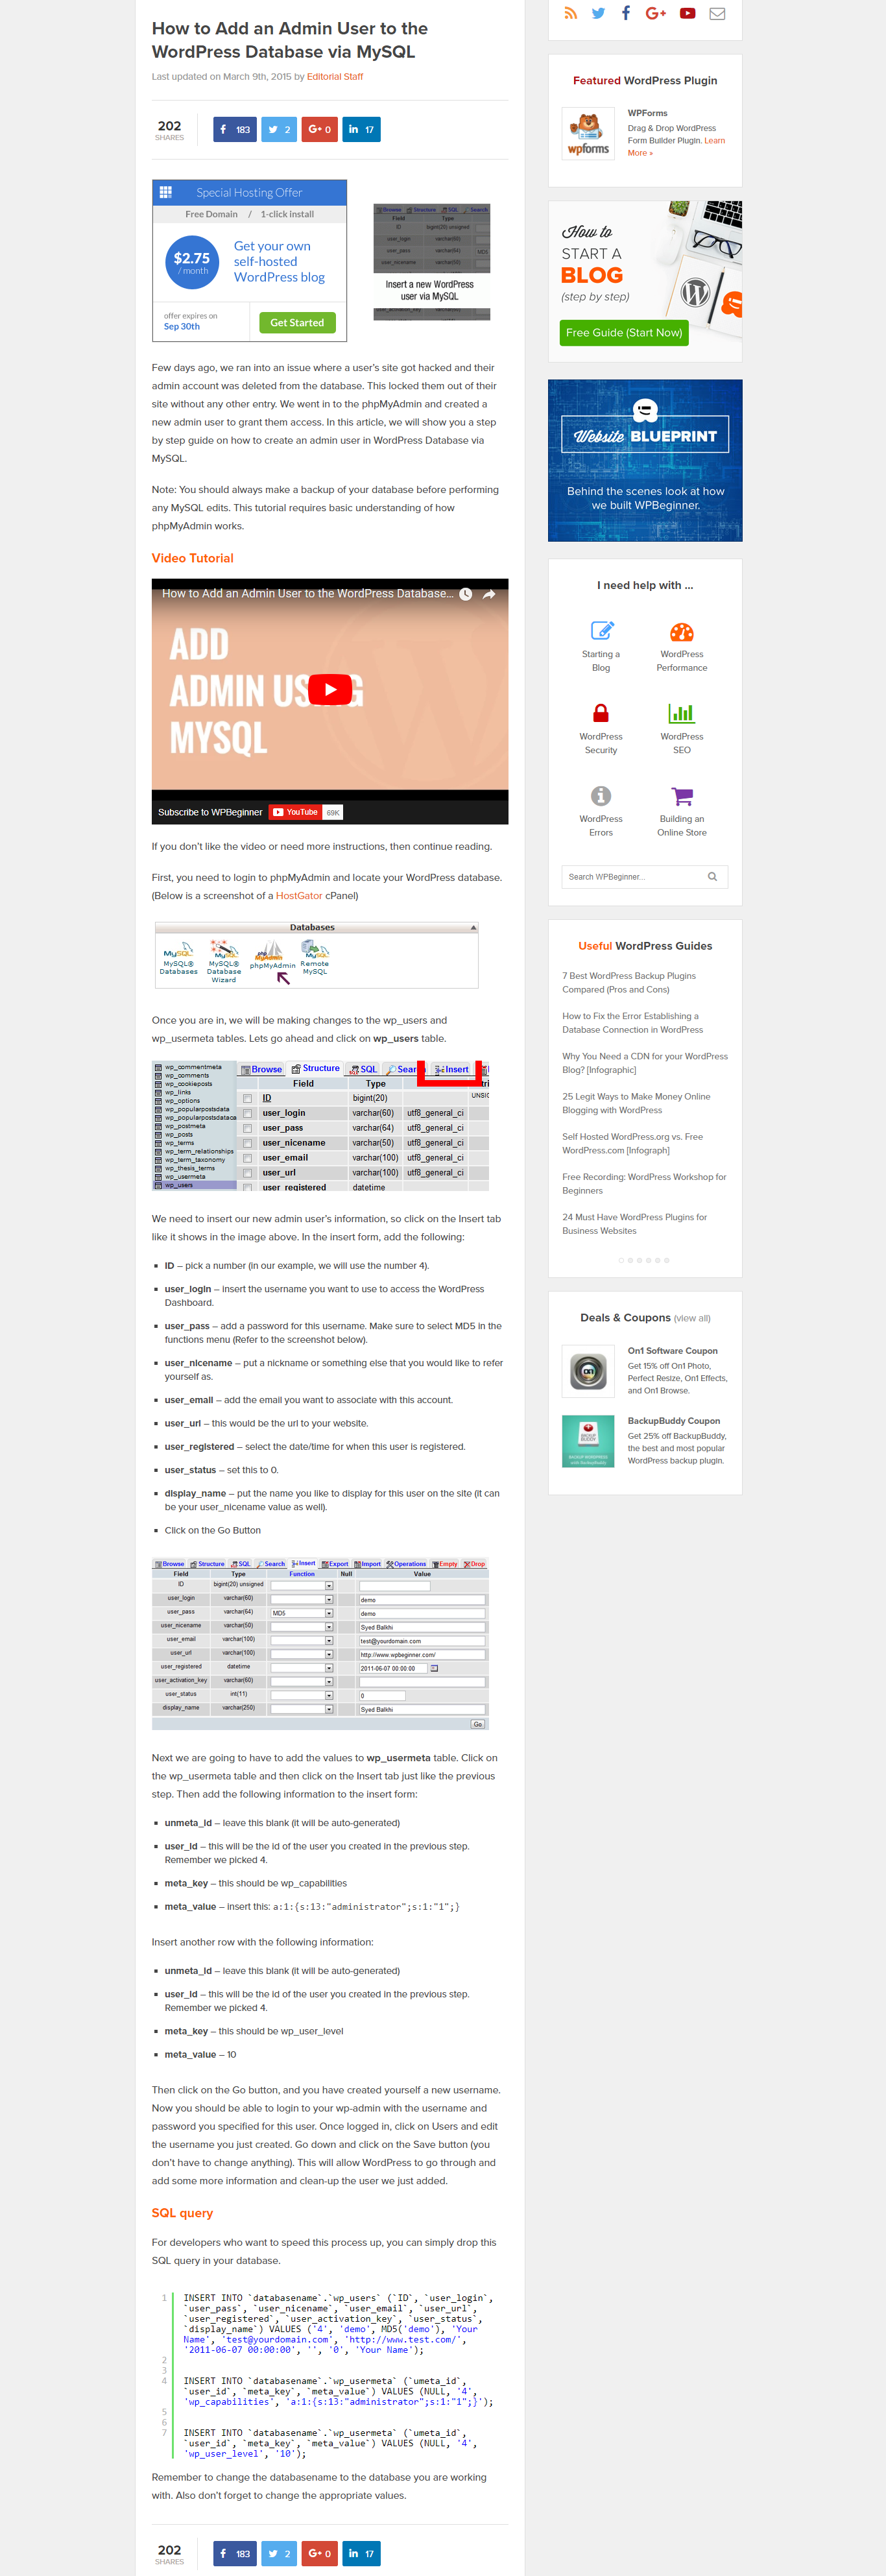 How to Add an Admin User to the
WordPress Database via MySQL
Last updated on March 9th, 2015 by Editorial Staff
202
SHARES
183
2
G+ 0
in 17
Special Hosting Offer
Free Domain / 1-click install
$2.75
/ month
Get your own
self-hosted
WordPress blog
offer expires on
Sep 30th
Get Started
Insert a new WordPress
user via MySQL
Few days ago, we ran into an issue where a user's site got hacked and their
admin account was deleted from the database. This locked them out of their
site without any other entry. We went in to the phpMyAdmin and created a
new admin user to grant them access. In this article, we will show you a step
by step guide on how to create an admin user in WordPress Database via
MySQL.
Note: You should always make a backup of your database before performing
any MySQL edits. This tutorial requires basic understanding of how
phpMyAdmin works.
Video Tutorial
How to Add an Admin User to the WordPress Database...
ADD
ADMIN USING
MYSQL
Subscribe to WPBeginner
YouTube
69K
If you don't like the video or need more instructions, then continue reading.
First, you need to login to phpMyAdmin and locate your WordPress database.
(Below is a screenshot of a HostGator cPanel)
Databases
MySQL® Databases
MySQL® Database Wizard
phpMyAdmin
Remote MySQL
Once you are in, we will be making changes to the wp_users and
wp_usermeta tables. Lets go ahead and click on wp_users table.
wp_commentmeta
wp_comments
wp_cookieposts
wp_links
wp_options
wp_popularpostsdata
wp_popularpostsdataca
wp_postmeta
wp_posts
wp_terms
wp_term_relationships
wp_term_taxonomy
wp_thesis_terms
wp_usermeta
wp_users
Browse Structure SQL Sear Insert
Field Type
ID bigint(20)
user_login varchar(60) utf8_general_ci
user_pass varchar(64) utf8_general_ci
user_nicename varchar(50) utf8_general_ci
user_email varchar(100) utf8_general_ci
user_url varchar(100) utf8_general_ci
user_registered datetime
We need to insert our new admin user's information, so click on the Insert tab
like it shows in the image above. In the insert form, add the following:
ID – pick a number (in our example, we will use the number 4).
user_login – insert the username you want to use to access the WordPress
Dashboard.
user_pass – add a password for this username. Make sure to select MD5 in the
functions menu (Refer to the screenshot below).
user_nicename – put a nickname or something else that you would like to refer
yourself as.
user_email – add the email you want to associate with this account.
user_url – this would be the url to your website.
user_registered – select the date/time for when this user is registered.
user_status – set this to 0.
display_name – put the name you like to display for this user on the site (it can
be your user_nicename value as well).
Click on the Go Button
Browse Structure SQL Search Insert Export Import Operations Empty Drop
Field Type Function Null Value
ID bigint(20) unsigned
user_login varchar(60) demo
user_pass varchar(64) MD5 demo
user_nicename varchar(50) Syed Balkhi
user_email varchar(100) test@yourdomain.com
user_url varchar(100) http://www.wpbeginner.com/
user_registered datetime 2011-06-07 00:00:00
user_activation_key varchar(60)
user_status int(11) 0
display_name varchar(250) Syed Balkhi
Go
Next we are going to have to add the values to wp_usermeta table. Click on
the wp_usermeta table and then click on the Insert tab just like the previous
step. Then add the following information to the insert form:
unmeta_id – leave this blank (it will be auto-generated)
user_id – this will be the id of the user you created in the previous step.
Remember we picked 4.
meta_key – this should be wp_capabilities
meta_value – insert this: a:1:{s:13:"administrator";s:1:"1";}
Insert another row with the following information:
unmeta_id – leave this blank (it will be auto-generated)
user_id – this will be the id of the user you created in the previous step.
Remember we picked 4.
meta_key – this should be wp_user_level
meta_value – 10
Then click on the Go button, and you have created yourself a new username.
Now you should be able to login to your wp-admin with the username and
password you specified for this user. Once logged in, click on Users and edit
the username you just created. Go down and click on the Save button (you
don't have to change anything). This will allow WordPress to go through and
add some more information and clean-up the user we just added.
SQL query
For developers who want to speed this process up, you can simply drop this
SQL query in your database.
1 INSERT INTO `databasename`.`wp_users` (`ID`, `user_login`,
`user_pass`, `user_nicename`, `user_email`, `user_url`,
`user_registered`, `user_activation_key`, `user_status`,
`display_name`) VALUES ('4', 'demo', MD5('demo'), 'Your
Name', 'test@yourdomain.com', 'http://www.test.com/',
'2011-06-07 00:00:00', '', '0', 'Your Name');
2
3
4 INSERT INTO `databasename`.`wp_usermeta` (`umeta_id`,
`user_id`, `meta_key`, `meta_value`) VALUES (NULL, '4',
'wp_capabilities', 'a:1:{s:13:"administrator";s:1:"1";}');
5
6
7 INSERT INTO `databasename`.`wp_usermeta` (`umeta_id`,
`user_id`, `meta_key`, `meta_value`) VALUES (NULL, '4',
'wp_user_level', '10');
Remember to change the databasename to the database you are working
with. Also don't forget to change the appropriate values.
202
SHARES
183
2
G+ 0
in 17
G+
Featured WordPress Plugin
wpforms
WPForms
Drag & Drop WordPress
Form Builder Plugin. Learn
More »
How to
START A
BLOG
(step by step)
Free Guide (Start Now)
Website BLUEPRINT
Behind the scenes look at how
we built WPBeginner.
I need help with ...
Starting a
Blog
WordPress
Performance
WordPress
Security
WordPress
SEO
WordPress
Errors
Building an
Online Store
Search WPBeginner...
Useful WordPress Guides
7 Best WordPress Backup Plugins
Compared (Pros and Cons)
How to Fix the Error Establishing a
Database Connection in WordPress
Why You Need a CDN for your WordPress
Blog? [Infographic]
25 Legit Ways to Make Money Online
Blogging with WordPress
Self Hosted WordPress.org vs. Free
WordPress.com [Infograph]
Free Recording: WordPress Workshop for
Beginners
24 Must Have WordPress Plugins for
Business Websites
Deals & Coupons (view all)
On1 Software Coupon
Get 15% off On1 Photo,
Perfect Resize, On1 Effects,
and On1 Browse.
BACKUP
BUDDY
BackupBuddy Coupon
Get 25% off BackupBuddy,
the best and most popular
WordPress backup plugin.